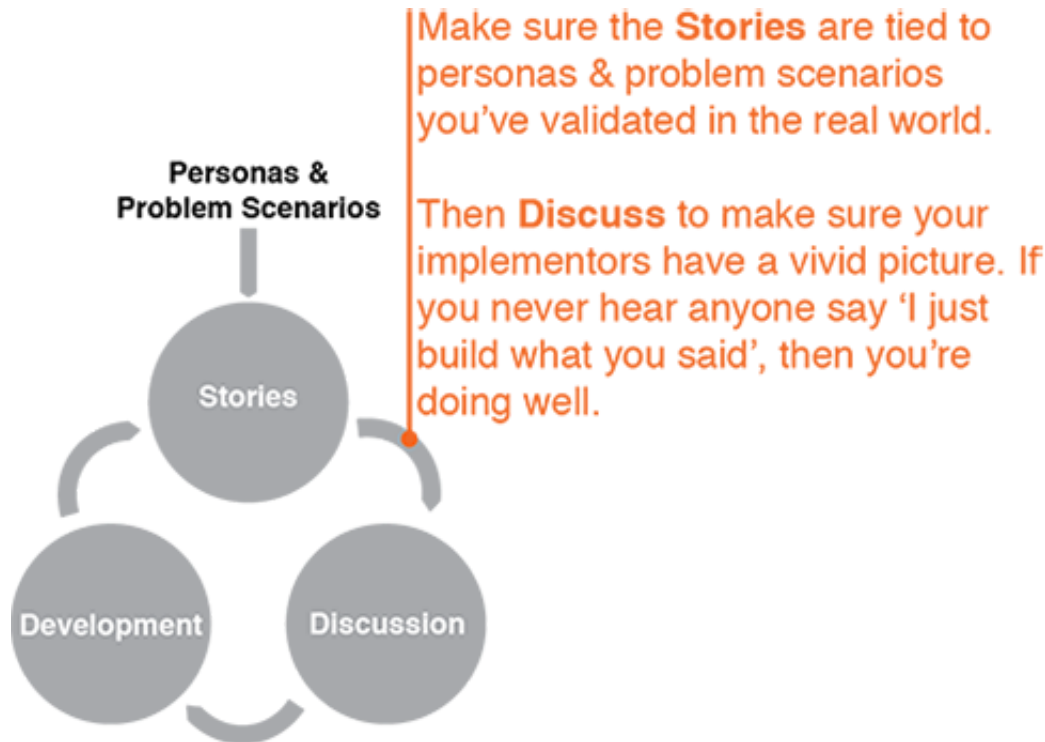 Make sure the Stories are tied to
personas & problem scenarios
you’ve validated in the real world.
Then Discuss to make sure your
implementors have a vivid picture. If
you never hear anyone say ‘I just
build what you said’, then you’re
doing well.
Personas &
Problem Scenarios
Stories
Development
Discussion